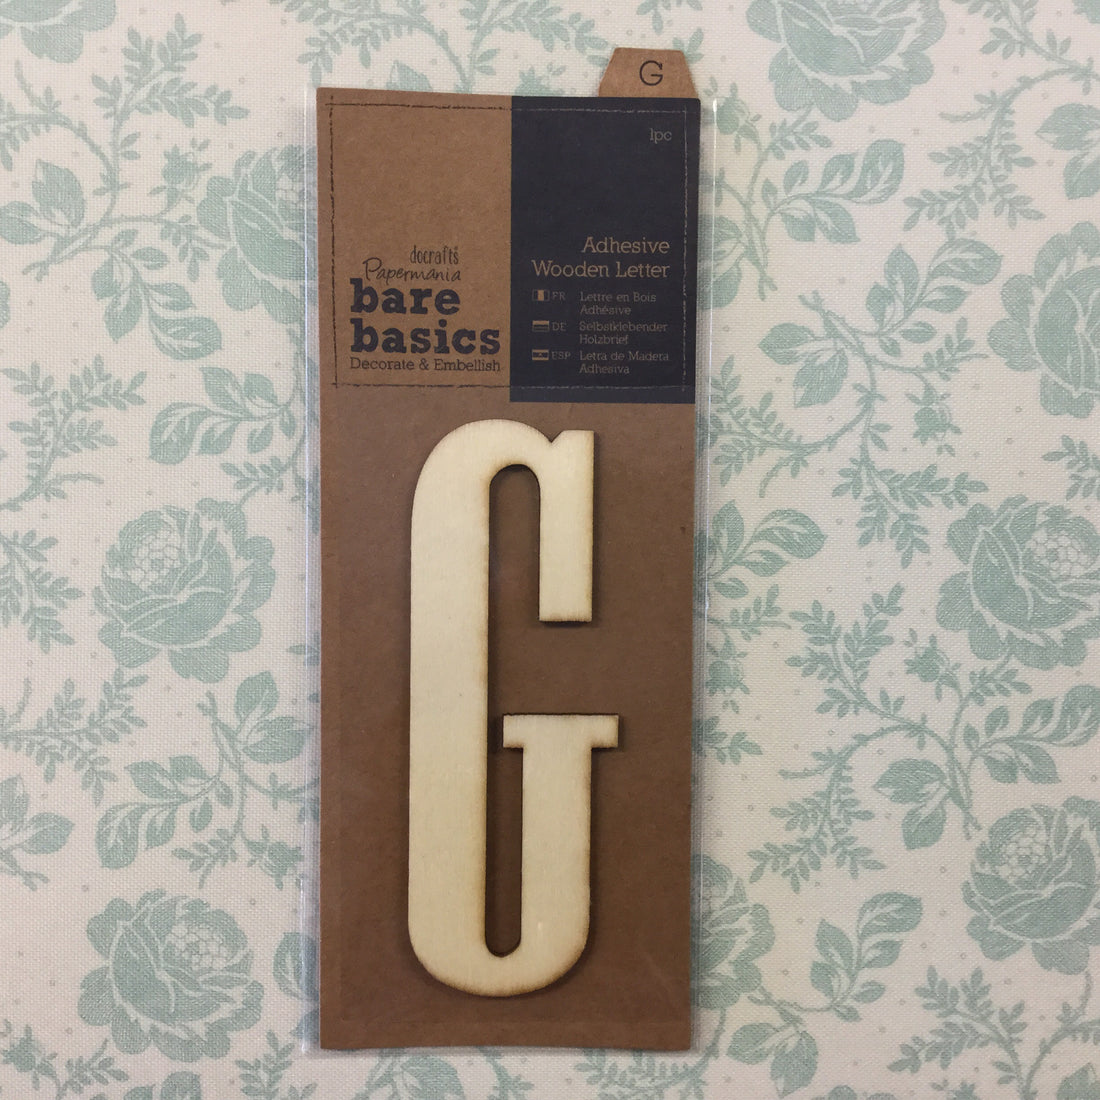 G
1pc
docrafts
Papermania
bare
basics
Decorate & Embellish
Adhesive
Wooden Letter
FR Lettre en Bois
Adhésive
DE Selbstklebender
Holzbrief
ESP Letra de Madera
Adhesiva
G